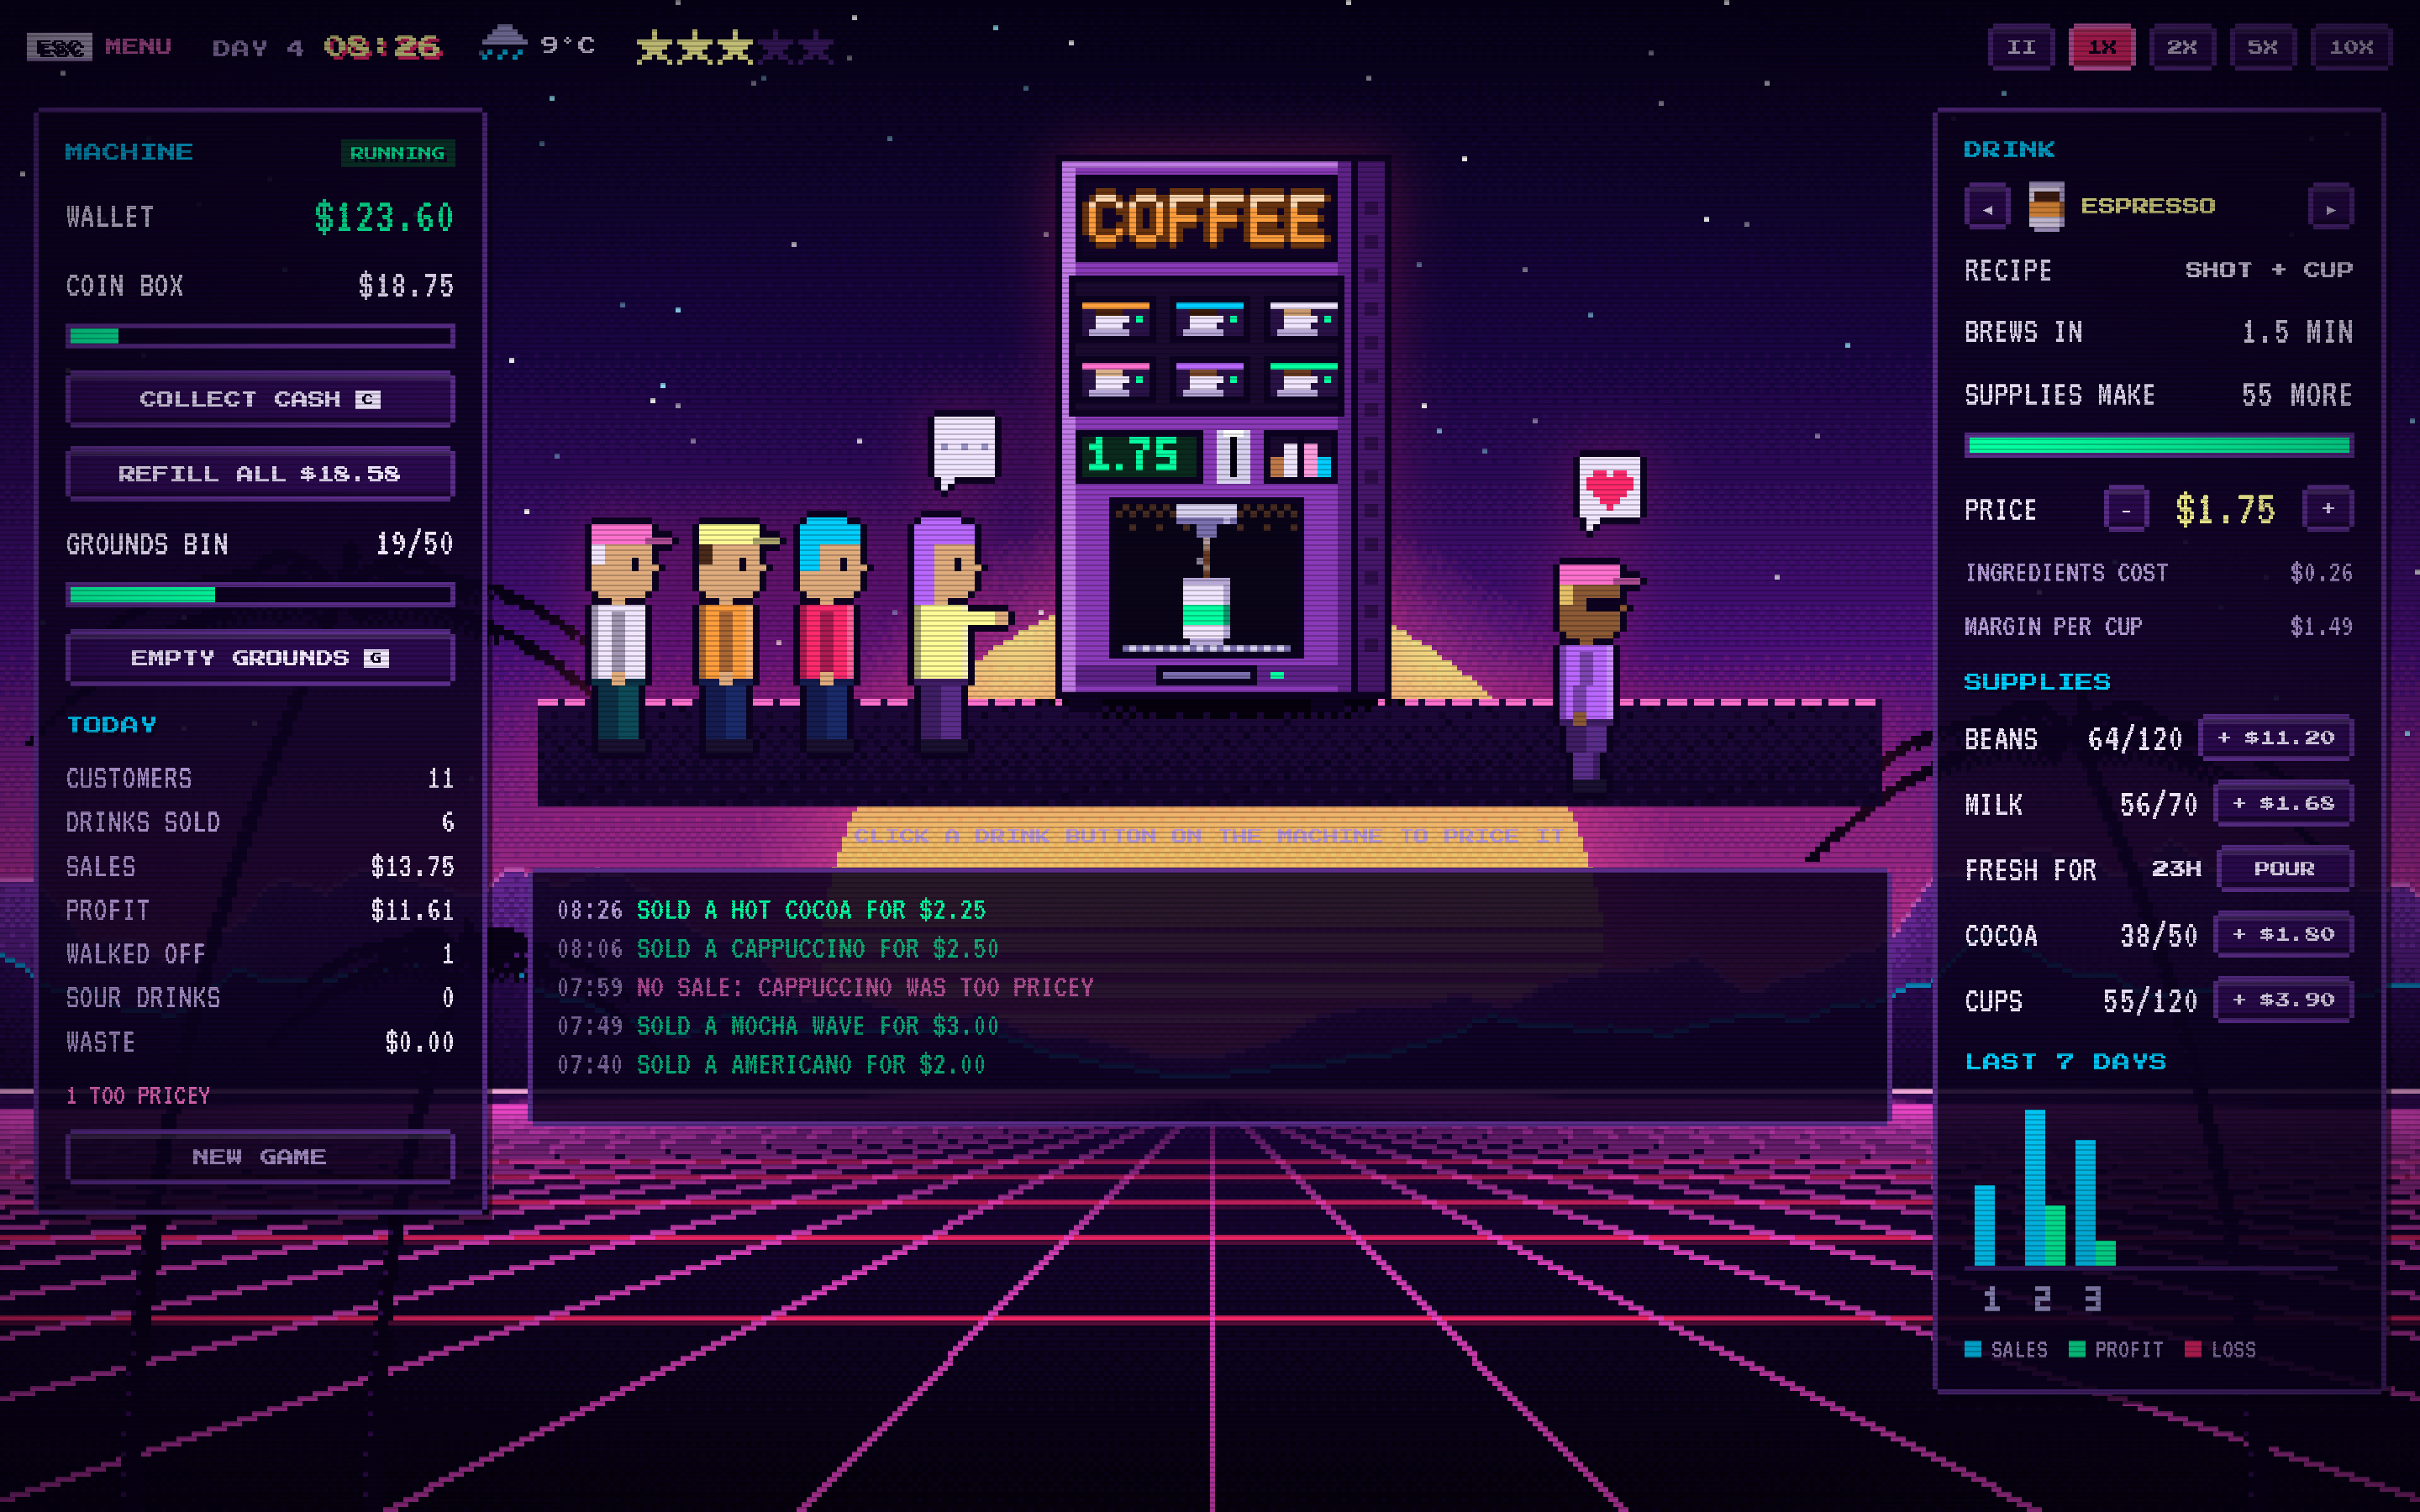 ESC MENU DAY 4 08:26 9°C
II 1X 2X 5X 10X
MACHINE RUNNING
WALLET $123.60
COIN BOX $18.75
COLLECT CASH C
REFILL ALL $18.58
GROUNDS BIN 19/50
EMPTY GROUNDS G
TODAY
CUSTOMERS 11
DRINKS SOLD 6
SALES $13.75
PROFIT $11.61
WALKED OFF 1
SOUR DRINKS 0
WASTE $0.00
1 TOO PRICEY
NEW GAME
COFFEE
1.75
CLICK A DRINK BUTTON ON THE MACHINE TO PRICE IT
08:26 SOLD A HOT COCOA FOR $2.25
08:06 SOLD A CAPPUCCINO FOR $2.50
07:59 NO SALE: CAPPUCCINO WAS TOO PRICEY
07:49 SOLD A MOCHA WAVE FOR $3.00
07:40 SOLD A AMERICANO FOR $2.00
DRINK
◄ ESPRESSO ►
RECIPE SHOT + CUP
BREWS IN 1.5 MIN
SUPPLIES MAKE 55 MORE
PRICE - $1.75 +
INGREDIENTS COST $0.26
MARGIN PER CUP $1.49
SUPPLIES
BEANS 64/120 + $11.20
MILK 56/70 + $1.68
FRESH FOR 23H POUR
COCOA 38/50 + $1.80
CUPS 55/120 + $3.90
LAST 7 DAYS
1 2 3
SALES PROFIT LOSS